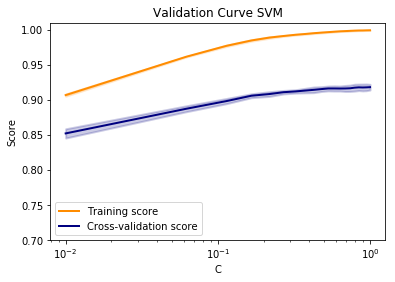 Validation Curve SVM
1.00
0.95
0.90
0.85
0.80
0.75
0.70
Score
Training score
Cross-validation score
10⁻²
10⁻¹
10⁰
C